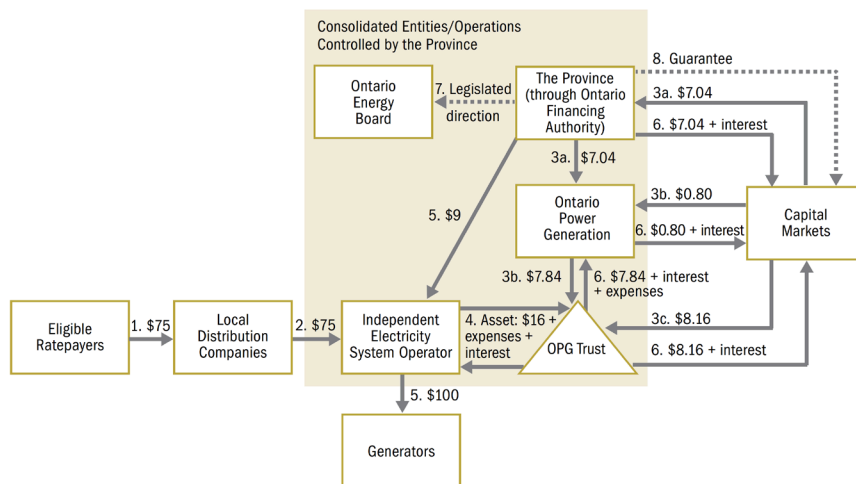 Consolidated Entities/Operations
Controlled by the Province
8. Guarantee
Ontario
Energy
Board
7. Legislated
direction
The Province
(through Ontario
Financing
Authority)
3a. $7.04
6. $7.04 + interest
3a. $7.04
5. $9
Ontario
Power
Generation
3b. $0.80
6. $0.80 + interest
Capital
Markets
3b. $7.84
6. $7.84 + interest
+ expenses
Eligible
Ratepayers
1. $75
Local
Distribution
Companies
2. $75
Independent
Electricity
System Operator
4. Asset: $16 +
expenses +
interest
OPG Trust
3c. $8.16
6. $8.16 + interest
5. $100
Generators